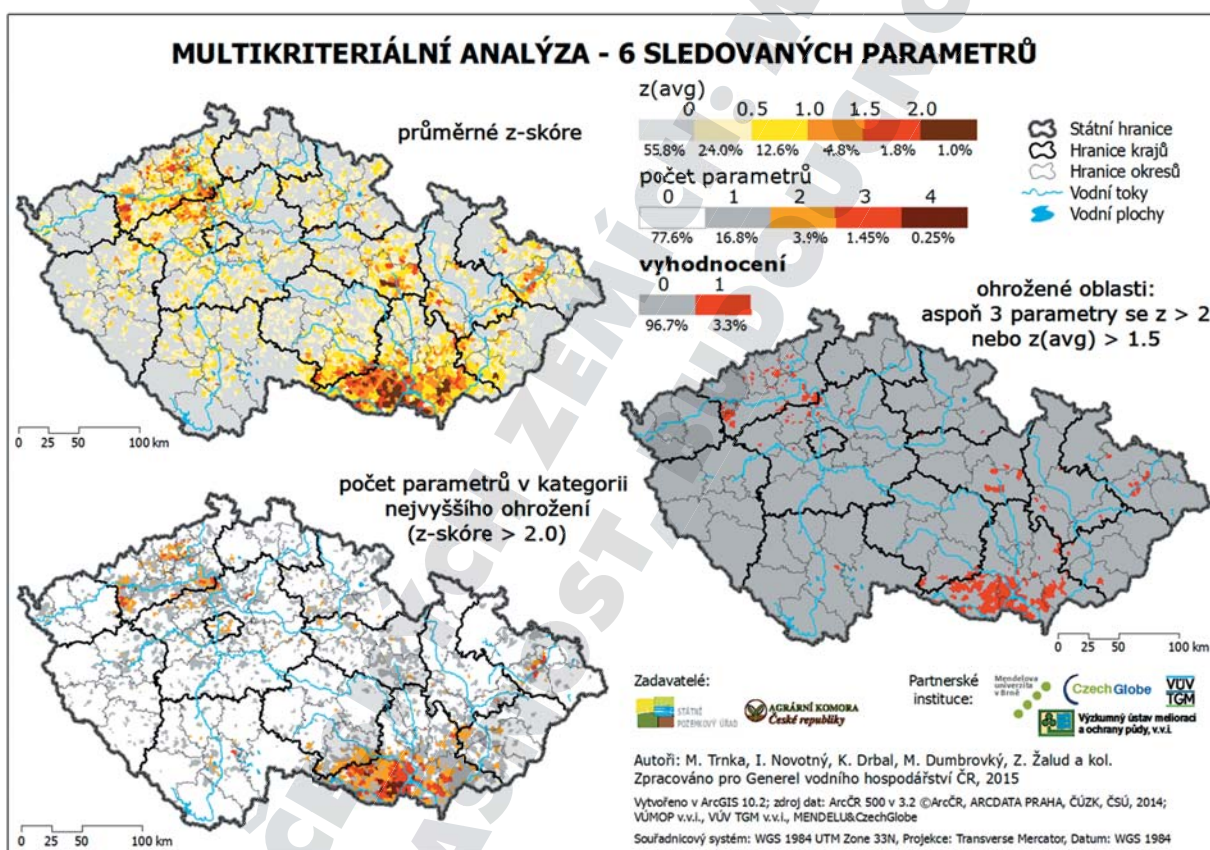 MULTIKRITERIÁLNÍ ANALÝZA - 6 SLEDOVANÝCH PARAMETRŮ
průměrné z-skóre
z(avg)
0 0.5 1.0 1.5 2.0
55.8% 24.0% 12.6% 4.8% 1.8% 1.0%
počet parametrů
0 1 2 3 4
77.6% 16.8% 3.9% 1.45% 0.25%
vyhodnocení
0 1
96.7% 3.3%
Státní hranice
Hranice krajů
Hranice okresů
Vodní toky
Vodní plochy
ohrožené oblasti:
aspoň 3 parametry se z > 2
nebo z(avg) > 1.5
0 25 50 100 km
počet parametrů v kategorii
nejvyššího ohrožení
(z-skóre > 2.0)
0 25 50 100 km
0 25 50 100 km
Zadavatelé:
STÁTNÍ
POZEMKOVÝ ÚŘAD
AGRÁRNÍ KOMORA
České republiky
Partnerské
instituce:
Mendelova
univerzita
v Brně
CzechGlobe
VÚV
TGM
Výzkumný ústav meliorací
a ochrany půdy, v.v.i.
Autoři: M. Trnka, I. Novotný, K. Drbal, M. Dumbrovký, Z. Žalud a kol.
Zpracováno pro Generel vodního hospodářství ČR, 2015
Vytvořeno v ArcGIS 10.2; zdroj dat: ArcČR 500 v 3.2 ©ArcČR, ARCDATA PRAHA, ČÚZK, ČSÚ, 2014;
VÚMOP v.v.i., VÚV TGM v.v.i., MENDELU&CzechGlobe
Souřadnicový systém: WGS 1984 UTM Zone 33N, Projekce: Transverse Mercator, Datum: WGS 1984